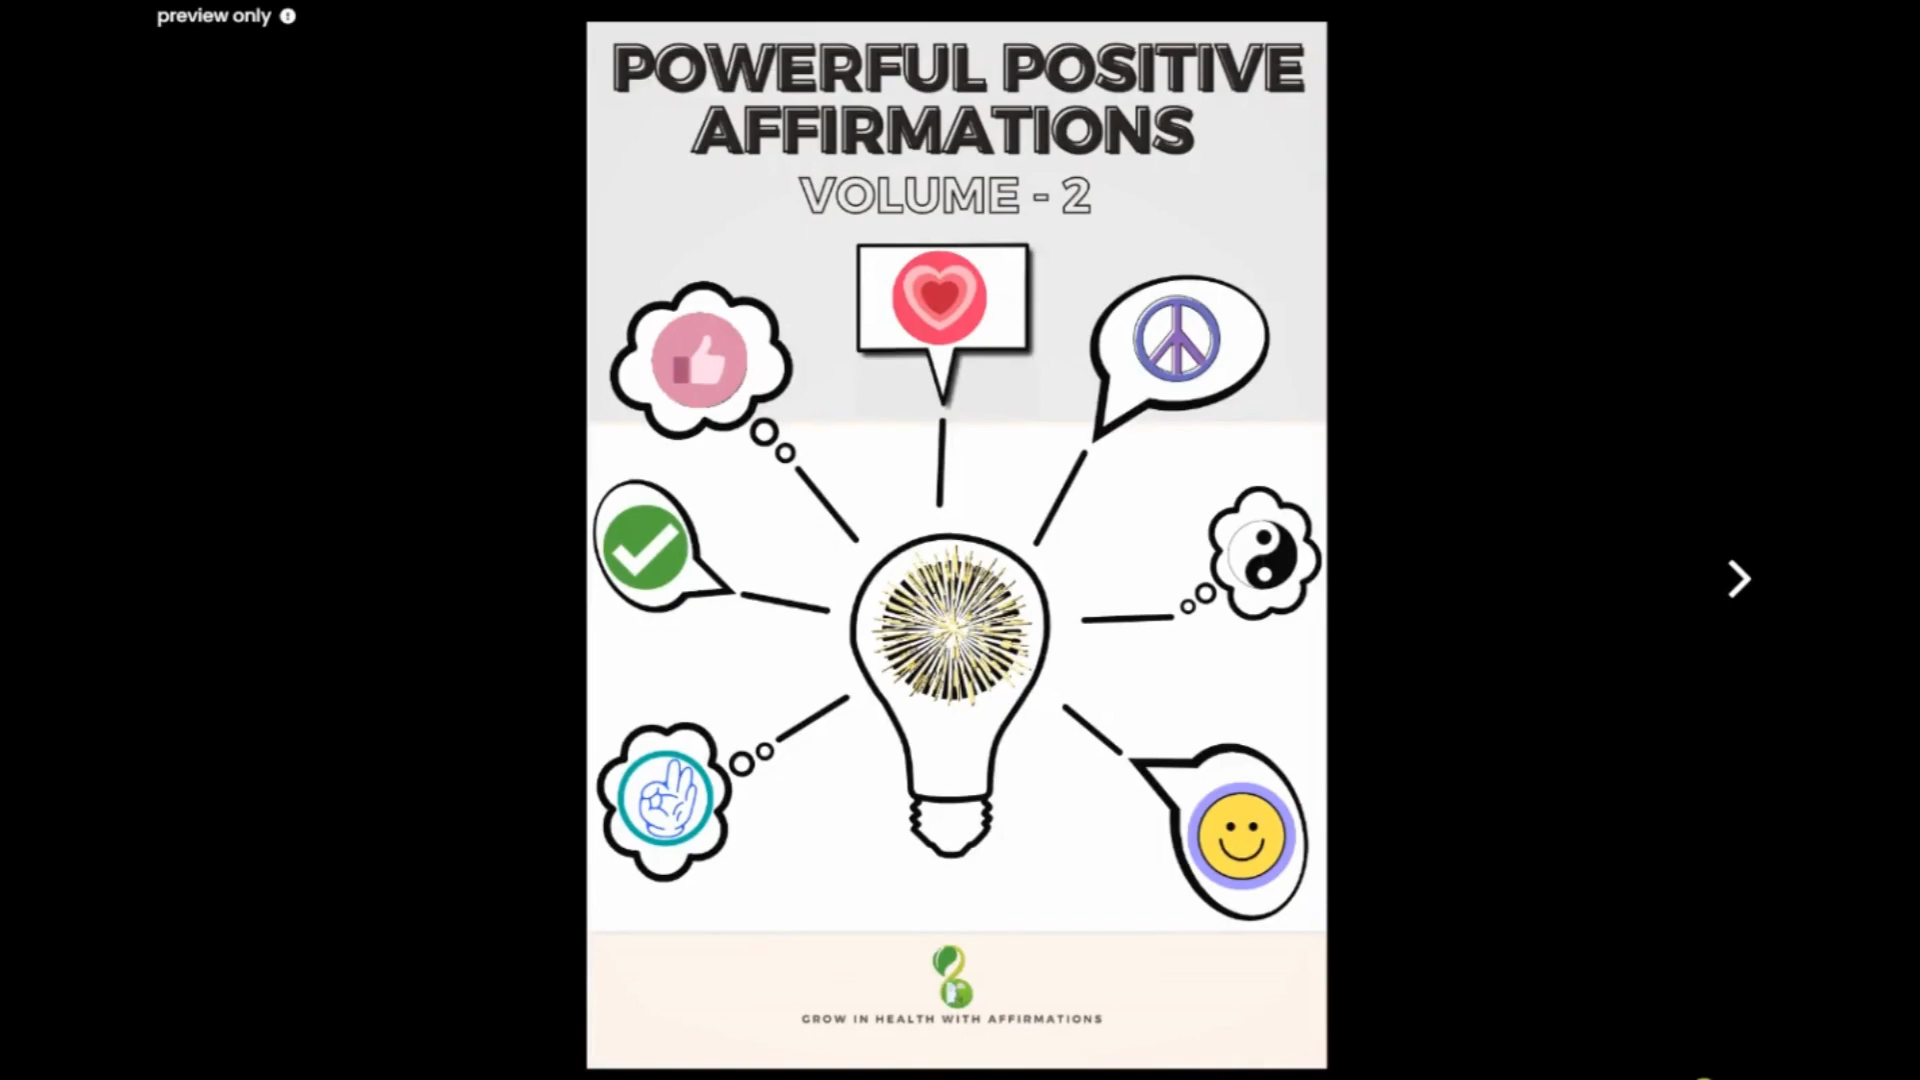 preview only
POWERFUL POSITIVE
AFFIRMATIONS
VOLUME - 2
GROW IN HEALTH WITH AFFIRMATIONS